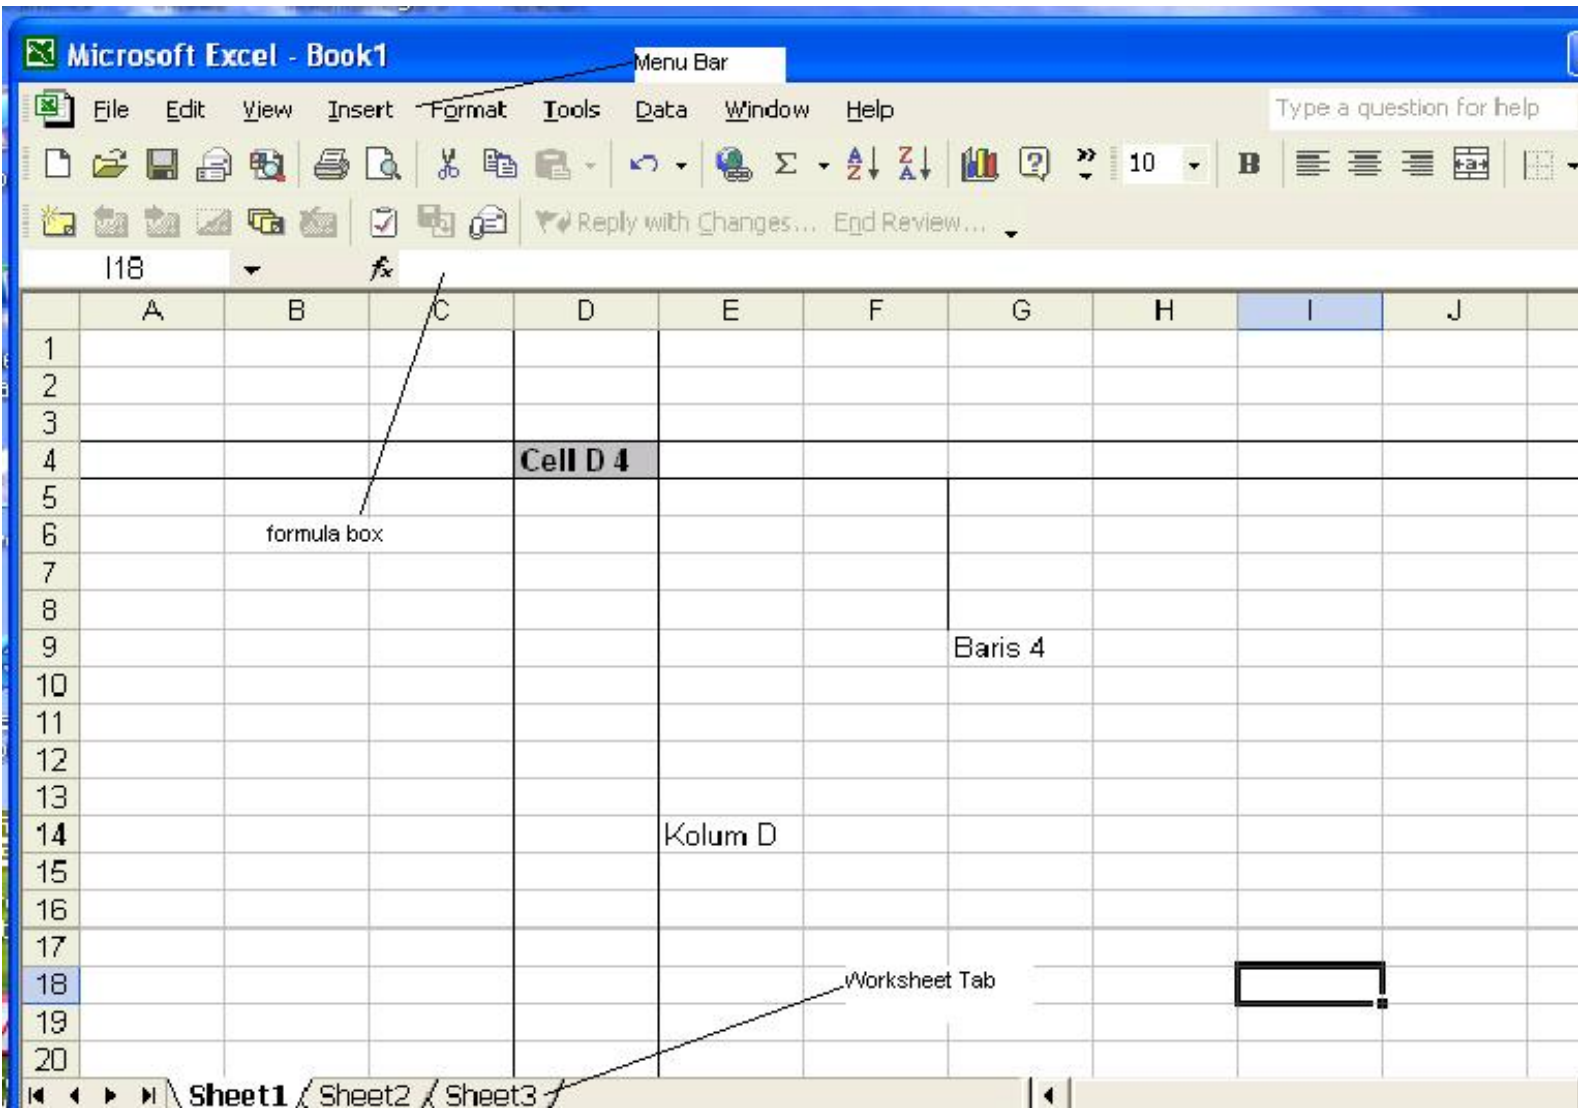 Microsoft Excel - Book1
Menu Bar
File Edit View Insert Format Tools Data Window Help
Type a question for help
10 B
Reply with Changes... End Review...
I18 fx
A B C D E F G H I J
1
2
3
4 Cell D 4
5
6 formula box
7
8
9 Baris 4
10
11
12
13
14 Kolum D
15
16
17
18 Worksheet Tab
19
20
Sheet1 Sheet2 Sheet3